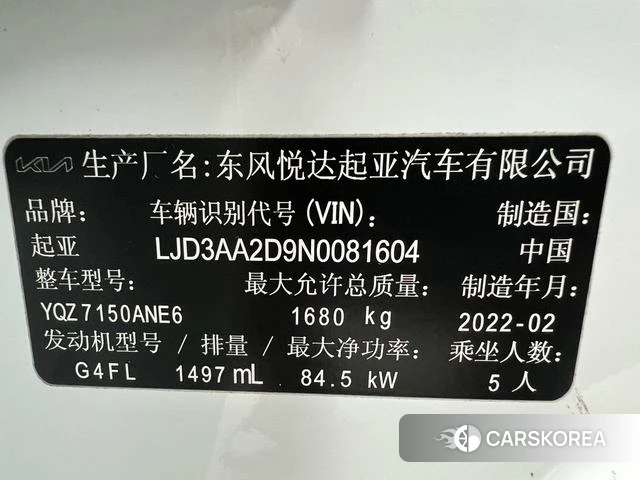 KIA 生产厂名:东风悦达起亚汽车有限公司
品牌: 车辆识别代号(VIN): 制造国:
起亚 LJD3AA2D9N0081604 中国
整车型号: 最大允许总质量: 制造年月:
YQZ7150ANE6 1680 kg 2022-02
发动机型号 / 排量 / 最大净功率: 乘坐人数:
G4FL 1497mL 84.5 kW 5 人
CARSKOREA